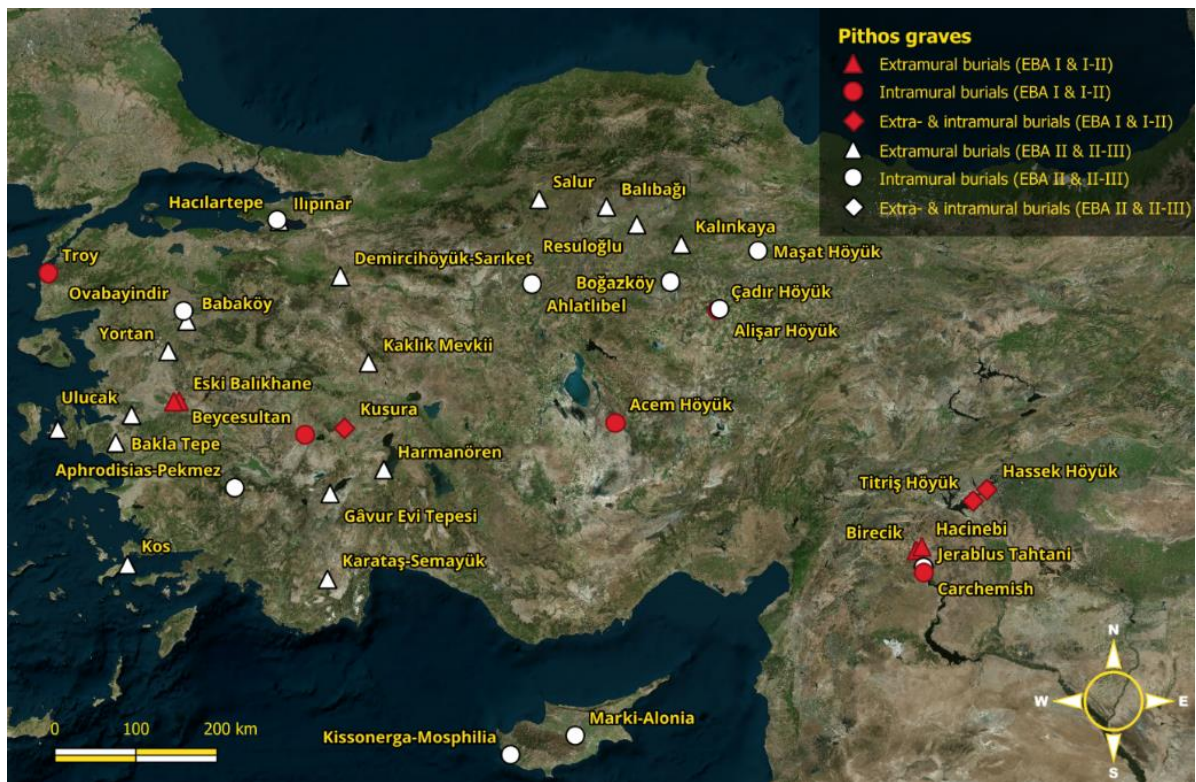 Pithos graves
Extramural burials (EBA I & I-II)
Intramural burials (EBA I & I-II)
Extra- & intramural burials (EBA I & I-II)
Extramural burials (EBA II & II-III)
Intramural burials (EBA II & II-III)
Extra- & intramural burials (EBA II & II-III)
Salur
Balıbağı
Hacılartepe
Ilıpınar
Kalınkaya
Resuloğlu
Maşat Höyük
Troy
Demircihöyük-Sarıket
Boğazköy
Ovabayindir
Babaköy
Ahlatlıbel
Çadır Höyük
Yortan
Alişar Höyük
Kaklık Mevkii
Eski Balıkhane
Ulucak
Beycesultan
Kusura
Acem Höyük
Bakla Tepe
Harmanören
Aphrodisias-Pekmez
Hassek Höyük
Titriş Höyük
Gâvur Evi Tepesi
Hacinebi
Birecik
Jerablus Tahtani
Kos
Karataş-Semayük
Carchemish
N
W
E
S
0 100 200 km
Marki-Alonia
Kissonerga-Mosphilia